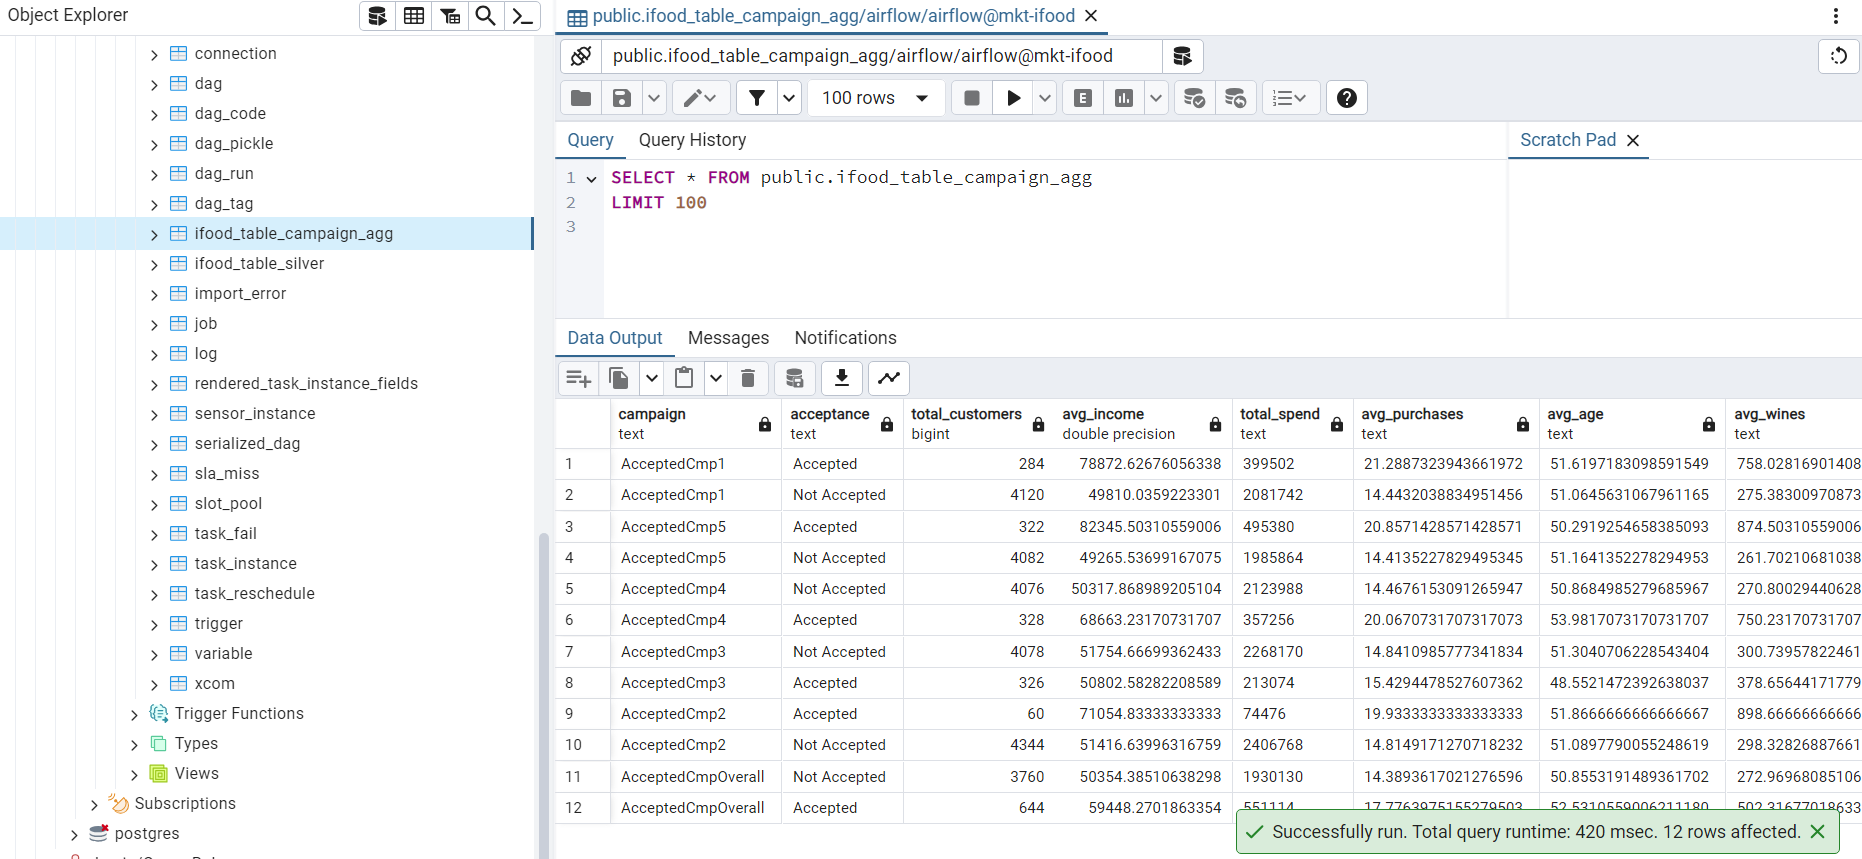 Object Explorer
connection
dag
dag_code
dag_pickle
dag_run
dag_tag
ifood_table_campaign_agg
ifood_table_silver
import_error
job
log
rendered_task_instance_fields
sensor_instance
serialized_dag
sla_miss
slot_pool
task_fail
task_instance
task_reschedule
trigger
variable
xcom
Trigger Functions
Types
Views
Subscriptions
postgres
public.ifood_table_campaign_agg/airflow/airflow@mkt-ifood
public.ifood_table_campaign_agg/airflow/airflow@mkt-ifood
100 rows
E
Query Query History
Scratch Pad
1 SELECT * FROM public.ifood_table_campaign_agg
2 LIMIT 100
3
Data Output Messages Notifications
campaign acceptance total_customers avg_income total_spend avg_purchases avg_age avg_wines
text text bigint double precision text text text text
1 AcceptedCmp1 Accepted 284 78872.62676056338 399502 21.2887323943661972 51.6197183098591549 758.02816901408
2 AcceptedCmp1 Not Accepted 4120 49810.0359223301 2081742 14.4432038834951456 51.0645631067961165 275.38300970873
3 AcceptedCmp5 Accepted 322 82345.50310559006 495380 20.8571428571428571 50.2919254658385093 874.50310559006
4 AcceptedCmp5 Not Accepted 4082 49265.53699167075 1985864 14.4135227829495345 51.1641352278294953 261.70210681038
5 AcceptedCmp4 Not Accepted 4076 50317.868989205104 2123988 14.4676153091265947 50.8684985279685967 270.80029440628
6 AcceptedCmp4 Accepted 328 68663.23170731707 357256 20.0670731707317073 53.9817073170731707 750.23170731707
7 AcceptedCmp3 Not Accepted 4078 51754.66699362433 2268170 14.8410985777341834 51.3040706228543404 300.73957822461
8 AcceptedCmp3 Accepted 326 50802.58282208589 213074 15.4294478527607362 48.5521472392638037 378.65644171779
9 AcceptedCmp2 Accepted 60 71054.83333333333 74476 19.9333333333333333 51.8666666666666667 898.66666666666
10 AcceptedCmp2 Not Accepted 4344 51416.63996316759 2406768 14.8149171270718232 51.0897790055248619 298.32826887661
11 AcceptedCmpOverall Not Accepted 3760 50354.38510638298 1930130 14.3893617021276596 50.8553191489361702 272.96968085106
12 AcceptedCmpOverall Accepted 644 59448.2701863354 551114 17.7763975155279503 52.5310559006211180 502.31677018633
Successfully run. Total query runtime: 420 msec. 12 rows affected.